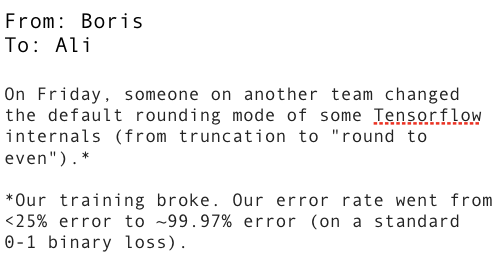 From: Boris
To: Ali
On Friday, someone on another team changed
the default rounding mode of some Tensorflow
internals (from truncation to "round to
even").*
*Our training broke. Our error rate went from
<25% error to ~99.97% error (on a standard
0-1 binary loss).